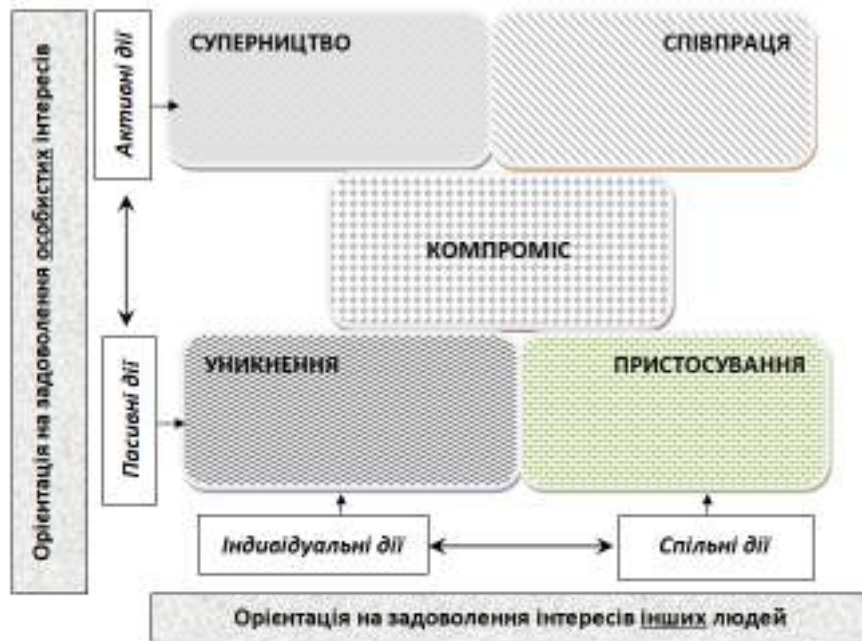 Орієнтація на задоволення особистих інтересів
Активні дії
СУПЕРНИЦТВО
СПІВПРАЦЯ
КОМПРОМІС
Пасивні дії
УНИКНЕННЯ
ПРИСТОСУВАННЯ
Індивідуальні дії
Спільні дії
Орієнтація на задоволення інтересів інших людей